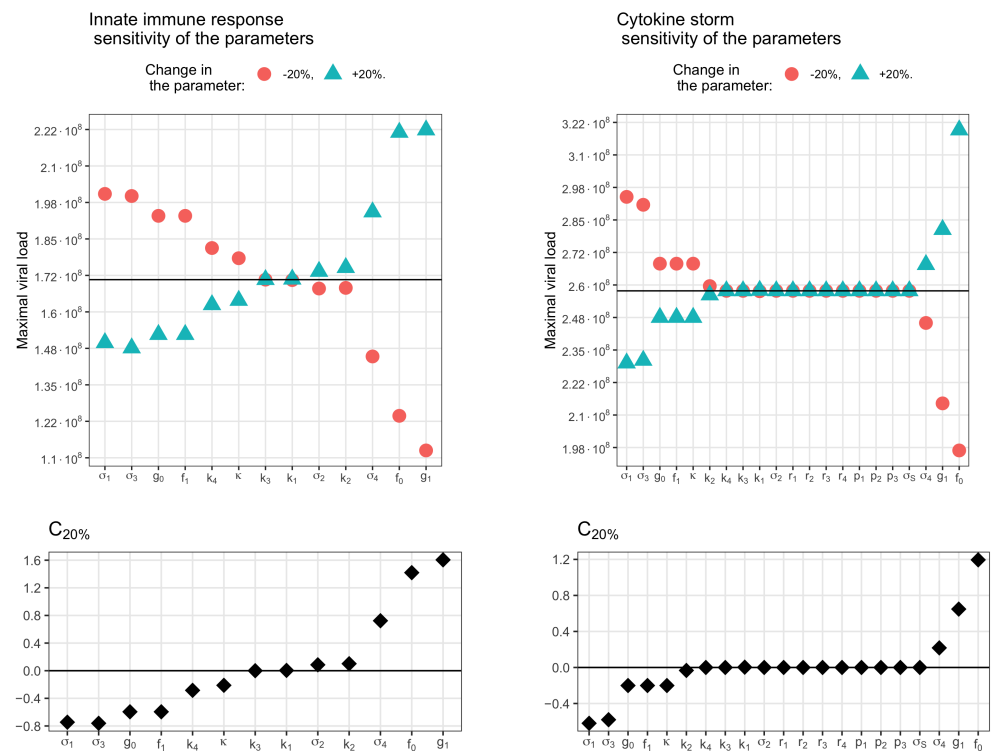 Innate immune response
sensitivity of the parameters
Change in
the parameter:
-20%,
+20%.
Maximal viral load
2.22 · 10⁸
2.1 · 10⁸
1.98 · 10⁸
1.85 · 10⁸
1.72 · 10⁸
1.6 · 10⁸
1.48 · 10⁸
1.35 · 10⁸
1.22 · 10⁸
1.1 · 10⁸
σ₁ σ₃ g₀ f₁ k₄ κ k₃ k₁ σ₂ k₂ σ₄ f₀ g₁
Cytokine storm
sensitivity of the parameters
Change in
the parameter:
-20%,
+20%.
Maximal viral load
3.22 · 10⁸
3.1 · 10⁸
2.98 · 10⁸
2.85 · 10⁸
2.72 · 10⁸
2.6 · 10⁸
2.48 · 10⁸
2.35 · 10⁸
2.22 · 10⁸
2.1 · 10⁸
1.98 · 10⁸
σ₁ σ₃ g₀ f₁ κ k₂ k₄ k₃ k₁ σ₂ r₁ r₂ r₃ r₄ p₁ p₂ p₃ σ_S σ₄ g₁ f₀
C₂₀%
1.6
1.2
0.8
0.4
0.0
−0.4
−0.8
σ₁ σ₃ g₀ f₁ k₄ κ k₃ k₁ σ₂ k₂ σ₄ f₀ g₁
C₂₀%
1.2
0.8
0.4
0.0
−0.4
σ₁ σ₃ g₀ f₁ κ k₂ k₄ k₃ k₁ σ₂ r₁ r₂ r₃ r₄ p₁ p₂ p₃ σ_S σ₄ g₁ f₀